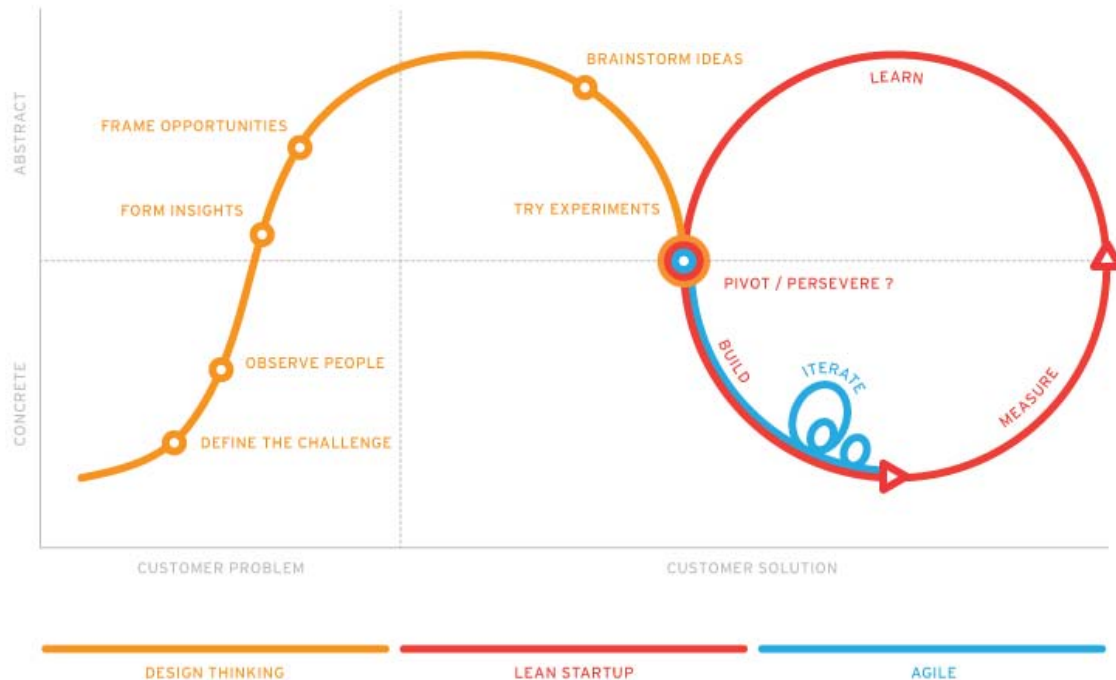 ABSTRACT
CONCRETE
BRAINSTORM IDEAS
FRAME OPPORTUNITIES
FORM INSIGHTS
TRY EXPERIMENTS
OBSERVE PEOPLE
DEFINE THE CHALLENGE
LEARN
PIVOT / PERSEVERE ?
BUILD
ITERATE
MEASURE
CUSTOMER PROBLEM
CUSTOMER SOLUTION
DESIGN THINKING
LEAN STARTUP
AGILE